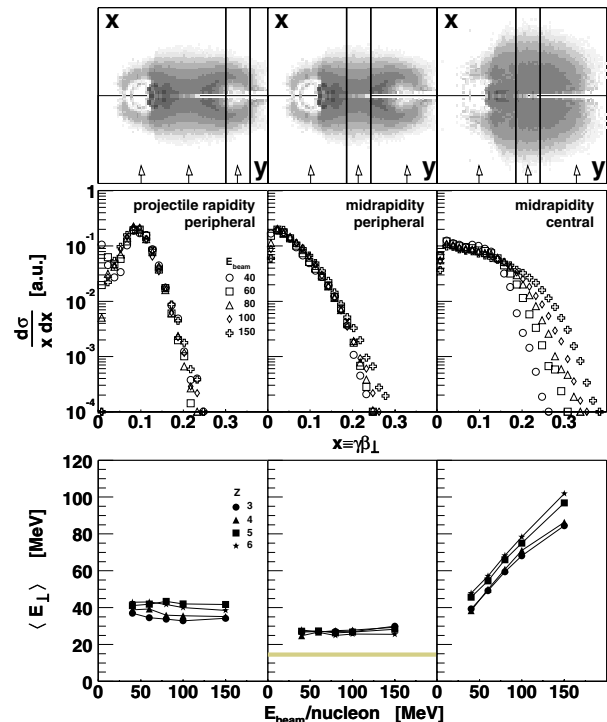 x x x
y y y
projectile rapidity peripheral
midrapidity peripheral
midrapidity central
E_beam
40
60
80
100
150
dσ / x dx [a.u.]
1
10^-1
10^-2
10^-3
10^-4
0 0.1 0.2 0.3 0 0.1 0.2 0.3 0 0.1 0.2 0.3
x≡γβ⊥
Z
3
4
5
6
⟨ E⊥ ⟩ [MeV]
120
100
80
60
40
20
0
0 50 100 150 0 50 100 150 0 50 100 150
E_beam/nucleon [MeV]